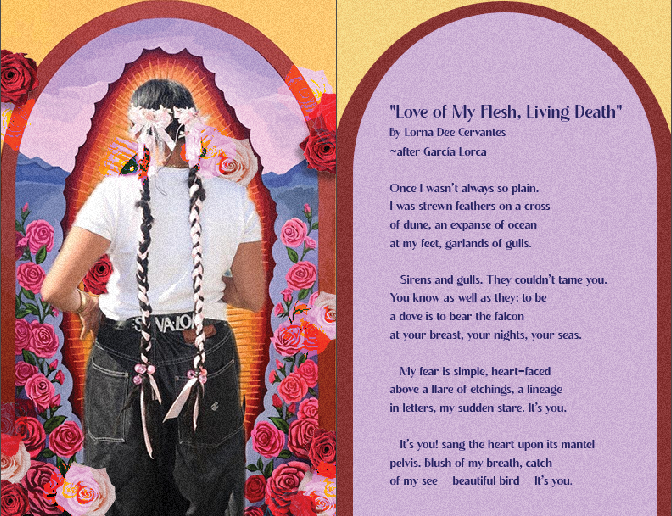 SNAJO
"Love of My Flesh, Living Death"
By Lorna Dee Cervantes
~after García Lorca
Once I wasn't always so plain.
I was strewn feathers on a cross
of dune, an expanse of ocean
at my feet, garlands of gulls.
Sirens and gulls. They couldn't tame you.
You know as well as they: to be
a dove is to bear the falcon
at your breast, your nights, your seas.
My fear is simple, heart-faced
above a flare of etchings, a lineage
in letters, my sudden stare. It's you.
It's you! sang the heart upon its mantel
pelvis. blush of my breath, catch
of my see beautiful bird It's you.